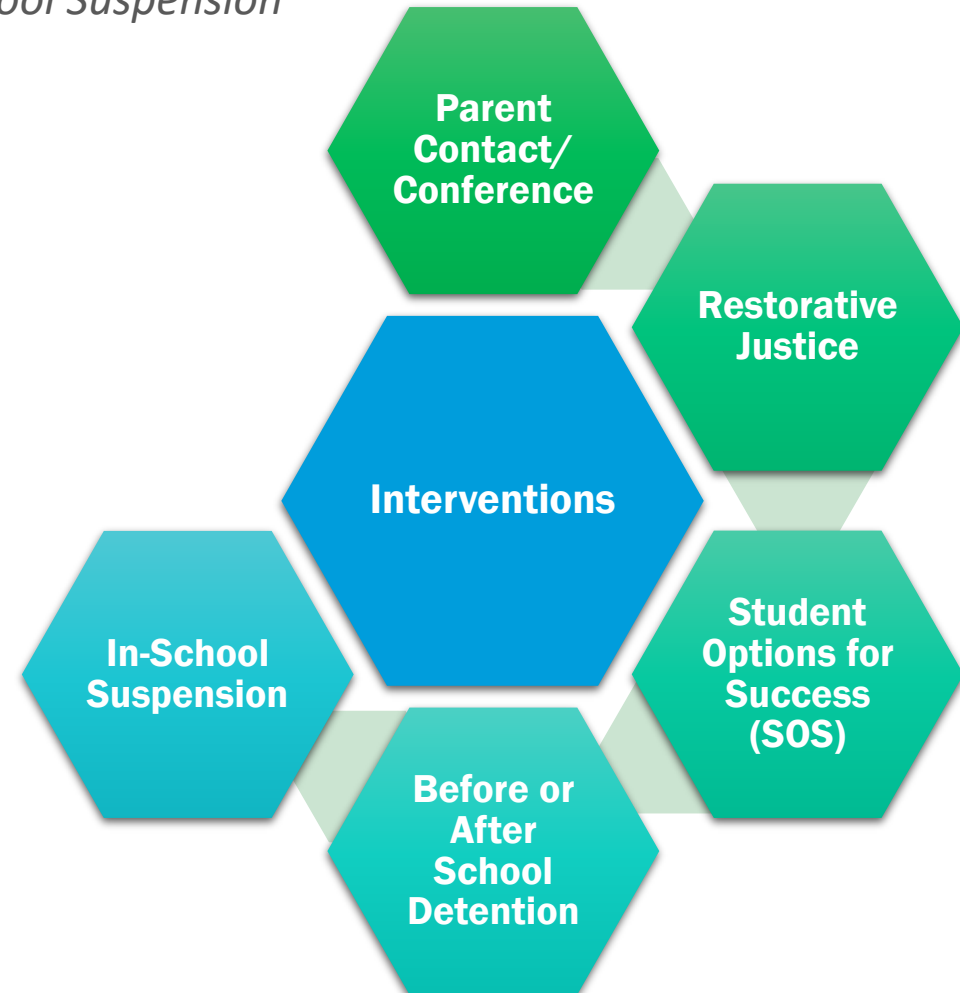 Suspension
Parent
Contact/
Conference
Restorative
Justice
Interventions
Student
Options for
Success
(SOS)
In-School
Suspension
Before or
After
School
Detention